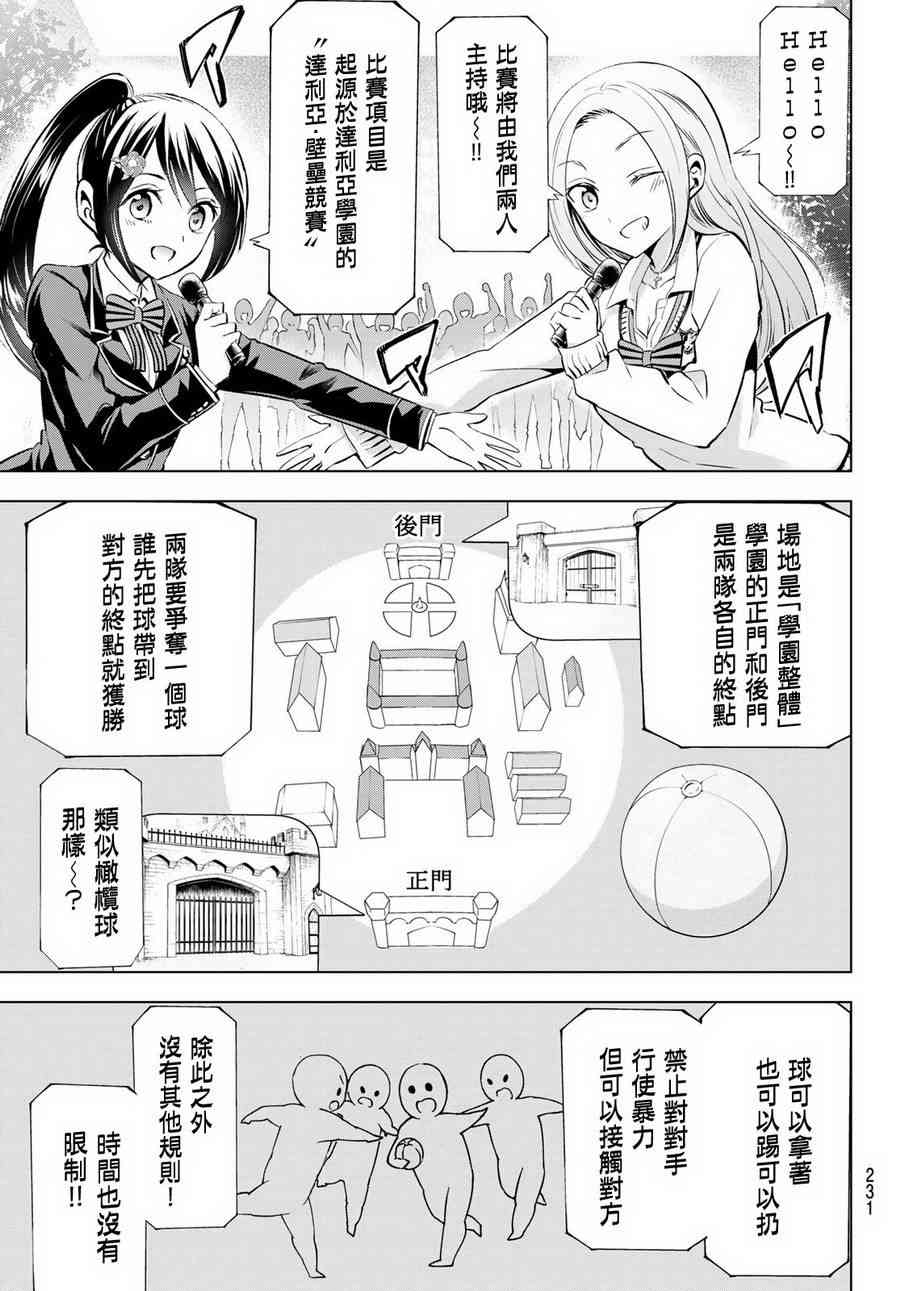 Hello
Hello～!!
比賽將由我們兩人
主持哦～!!
比賽項目是
起源於達利亞學園的
"達利亞·壁壘競賽"
場地是「學園整體」
學園的正門和後門
是兩隊各自的終點
後門
兩隊要爭奪一個球
誰先把球帶到
對方的終點就獲勝
正門
類似橄欖球
那樣～?
球可以拿著
也可以踢可以扔
禁止對對手
行使暴力
但可以接觸對方
除此之外
沒有其他規則!
時間也沒有
限制!!
231